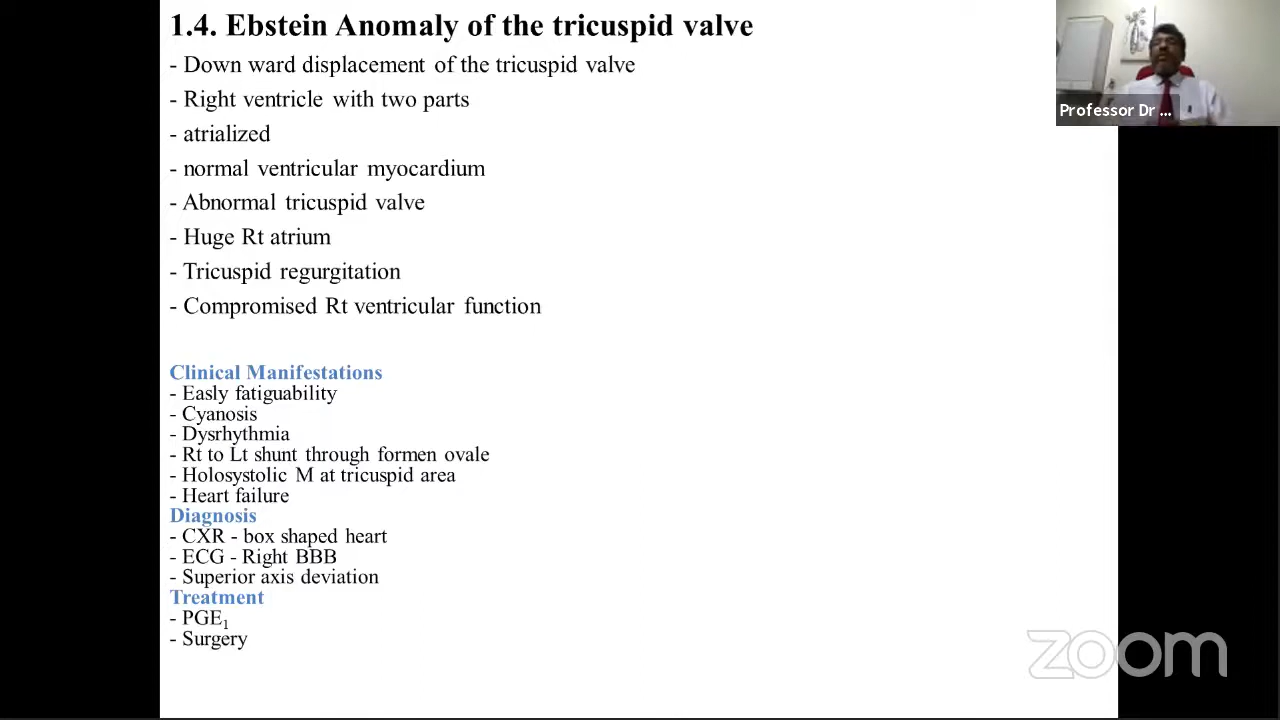 1.4. Ebstein Anomaly of the tricuspid valve
- Down ward displacement of the tricuspid valve
- Right ventricle with two parts
- atrialized
- normal ventricular myocardium
- Abnormal tricuspid valve
- Huge Rt atrium
- Tricuspid regurgitation
- Compromised Rt ventricular function
Clinical Manifestations
- Easly fatiguability
- Cyanosis
- Dysrhythmia
- Rt to Lt shunt through formen ovale
- Holosystolic M at tricuspid area
- Heart failure
Diagnosis
- CXR - box shaped heart
- ECG - Right BBB
- Superior axis deviation
Treatment
- PGE₁
- Surgery
Professor Dr ...
zoom